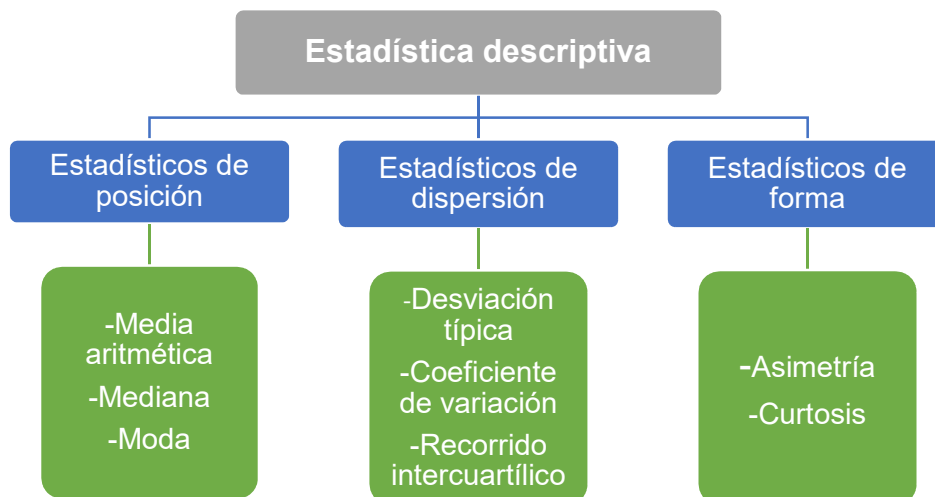 Estadística descriptiva
Estadísticos de
posición
Estadísticos de
dispersión
Estadísticos de
forma
-Media
aritmética
-Mediana
-Moda
-Desviación
típica
-Coeficiente
de variación
-Recorrido
intercuartílico
-Asimetría
-Curtosis